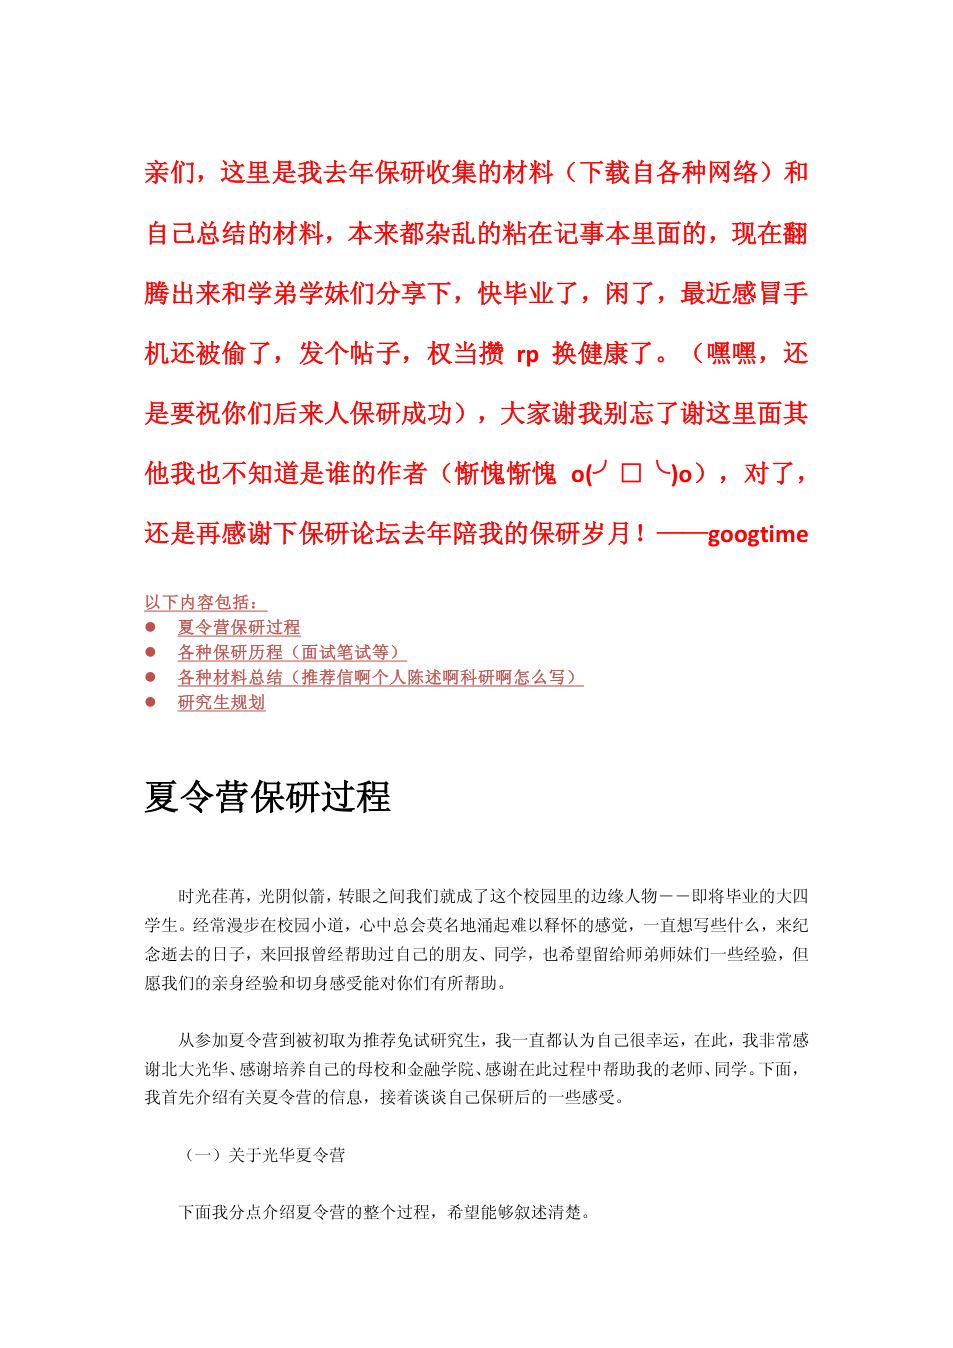 亲们，这里是我去年保研收集的材料（下载自各种网络）和
自己总结的材料，本来都杂乱的粘在记事本里面的，现在翻
腾出来和学弟学妹们分享下，快毕业了，闲了，最近感冒手
机还被偷了，发个帖子，权当攒 rp 换健康了。（嘿嘿，还
是要祝你们后来人保研成功），大家谢我别忘了谢这里面其
他我也不知道是谁的作者（惭愧惭愧 o(╯□╰)o），对了，
还是再感谢下保研论坛去年陪我的保研岁月！——googtime
以下内容包括：
● 夏令营保研过程
● 各种保研历程（面试笔试等）
● 各种材料总结（推荐信啊个人陈述啊科研啊怎么写）
● 研究生规划
夏令营保研过程
时光荏苒，光阴似箭，转眼之间我们就成了这个校园里的边缘人物－－即将毕业的大四
学生。经常漫步在校园小道，心中总会莫名地涌起难以释怀的感觉，一直想写些什么，来纪
念逝去的日子，来回报曾经帮助过自己的朋友、同学，也希望留给师弟师妹们一些经验，但
愿我们的亲身经验和切身感受能对你们有所帮助。
从参加夏令营到被初取为推荐免试研究生，我一直都认为自己很幸运，在此，我非常感
谢北大光华、感谢培养自己的母校和金融学院、感谢在此过程中帮助我的老师、同学。下面，
我首先介绍有关夏令营的信息，接着谈谈自己保研后的一些感受。
（一）关于光华夏令营
下面我分点介绍夏令营的整个过程，希望能够叙述清楚。